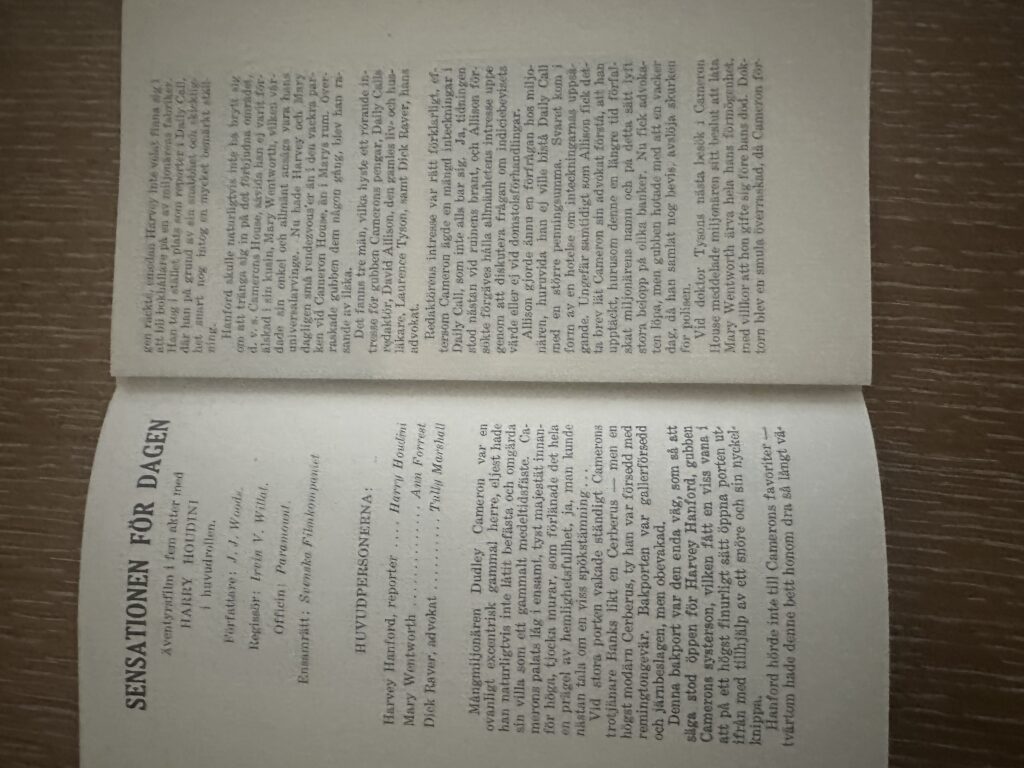 SENSATIONEN FÖR DAGEN
Äventyrsfilm i fem akter med
HARRY HOUDINI
i huvudrollen.
Författare: J. J. Woods.
Regissör: Irvin V. Willat.
Officin: Paramount.
Ensamrätt: Svenska Filmkompaniet
HUVUDPERSONERNA:
Harvey Hanford, reporter .... Harry Houdini
Mary Wentworth ............ Ann Forrest
Dick Raver, advokat ........ Tully Marshall
Mångmiljonären Dudley Cameron var en
ovanligt excentrisk gammal herre, eljest hade
han naturligtvis inte låtit befästa och omgärda
sin villa som ett gammalt medeltidsfäste. Ca-
merons palats låg i ensamt, tyst majestät innan-
för höga, tjocka murar, som förlänade det hela
en prägel av hemlighetsfullhet, ja, man kunde
nästan tala om en viss spökstämning...
Vid stora porten vakade ständigt Camerons
trotjänare Banks likt en Cerberus — men en
högst modärn Cerberus, ty han var försedd med
remingtongevär. Bakporten var gallerförsedd
och järnbeslagen, men obevakad.
Denna bakport var den enda väg, som så att
säga stod öppen för Harvey Hanford, gubben
Camerons systerson, vilken fått en viss vana i
att på ett högst finurligt sätt öppna porten ut-
ifrån med tillhjälp av ett snöre och sin nyckel-
knippa.
Hanford hörde inte till Camerons favoriter —
tvärtom hade denne bett honom dra så långt vä-
gen räckte, emedan Harvey inte velat finna sig i
att bli bokhållare på en av miljonärens fabriker.
Han tog i stället plats som reporter i Daily Call,
där han på grund av sin snabbhet och skicklig-
het snart nog intog en mycket bemärkt ställ-
ning.
Hanford skulle naturligtvis inte ha brytt sig
om att tränga sig in på det förbjudna området,
d. v. s. Camerons House, såvida han ej varit för-
älskad i sin kusin, Mary Wentworth, vilken vår-
dade sin onkel och allmänt ansågs vara hans
universalarvinge. Nu hade Harvey och Mary
dagligen små rendezvous er än i den vackra par-
ken vid Cameron House, än i Marys rum. Över-
raskade gubben dem någon gång, blev han ra-
sande av ilska.
Det fanns tre män, vilka hyste ett rörande in-
tresse för gubben Camerons pengar, Daily Calls
redaktör, David Allison, den gamles liv- och hus-
läkare, Laurence Tyson, samt Dick Raver, hans
advokat.
Redaktörens intresse var rätt förklarligt, ef-
tersom Cameron ägde en mängd inteckningar i
Daily Call, som inte alls bar sig. Ja, tidningen
stod nästan vid ruinens brant, och Allison för-
sökte förgäves hålla allmänhetens intresse uppe
genom att diskutera frågan om indiciebevisets
värde eller ej vid domstolsförhandlingar.
Allison gjorde ännu en förfrågan hos miljo-
nären, huruvida han ej ville bistå Daily Call
med en större penningsumma. Svaret kom i
form av en hotelse om inteckningarnas uppsä-
gande. Ungefär samtidigt som Allison fick det-
ta brev lät Cameron sin advokat förstå, att han
upptäckt, hurusom denne en längre tid förfal-
skat miljonärens namn och på detta sätt lyft
stora belopp på olika banker. Nu fick advoka-
ten löpa, men gubben hotade med att en vacker
dag, då han samlat nog bevis, avslöja skurken
för polisen.
Vid doktor Tysons nästa besök i Cameron
House meddelade miljonären sitt beslut att låta
Mary Wentworth ärva hela hans förmögenhet,
med villkor att hon gifte sig före hans död. Dok-
torn blev en smula överraskad, då Cameron för-